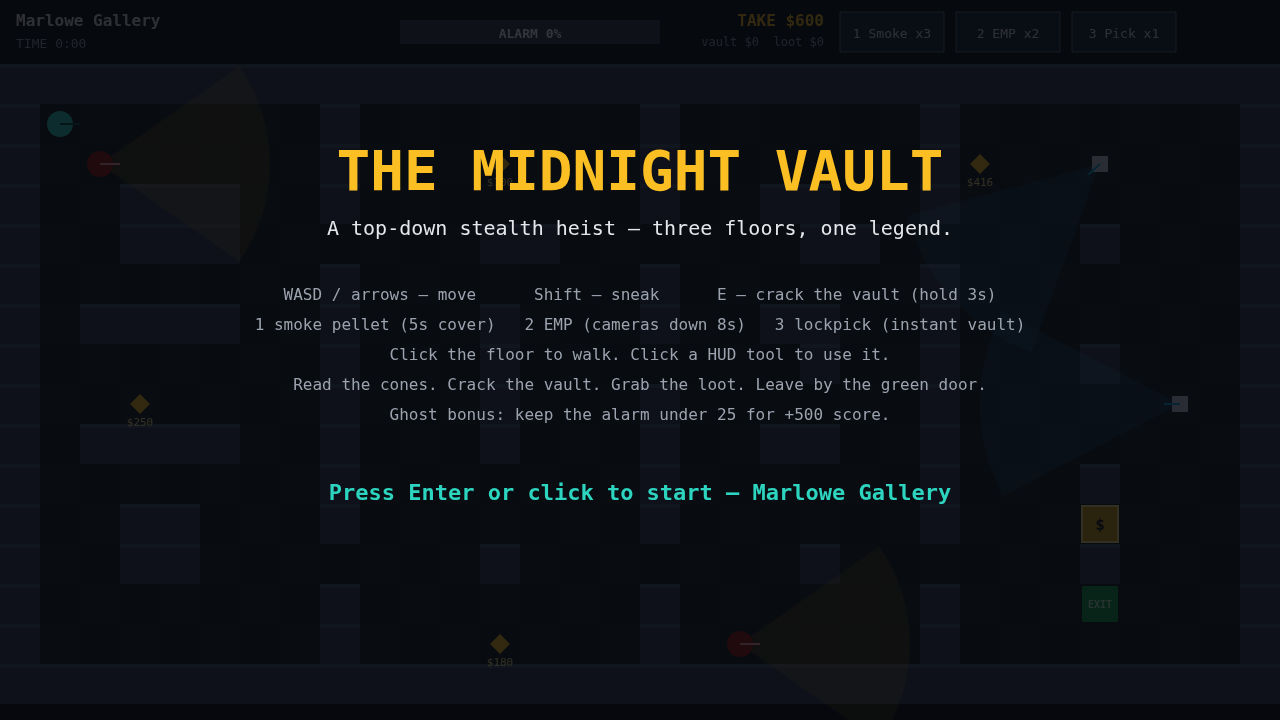 Marlowe Gallery
TIME 0:00
ALARM 0%
TAKE $600
vault $0 loot $0
1 Smoke x3
2 EMP x2
3 Pick x1
THE MIDNIGHT VAULT
$416
A top-down stealth heist — three floors, one legend.
WASD / arrows — move Shift — sneak E — crack the vault (hold 3s)
1 smoke pellet (5s cover) 2 EMP (cameras down 8s) 3 lockpick (instant vault)
Click the floor to walk. Click a HUD tool to use it.
Read the cones. Crack the vault. Grab the loot. Leave by the green door.
Ghost bonus: keep the alarm under 25 for +500 score.
$250
Press Enter or click to start — Marlowe Gallery
$
EXIT
$180